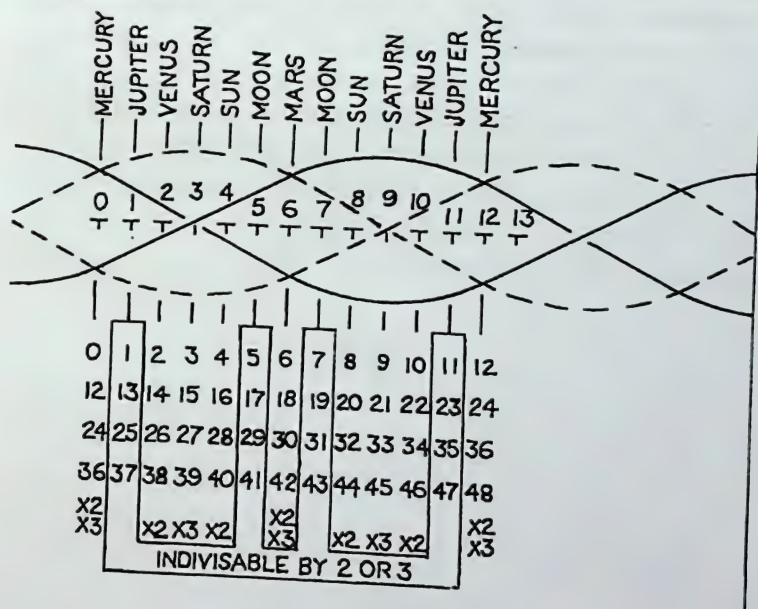 MERCURY JUPITER VENUS SATURN SUN MOON MARS MOON SUN SATURN VENUS JUPITER MERCURY
0 1 2 3 4 5 6 7 8 9 10 11 12 13
0 1 2 3 4 5 6 7 8 9 10 11 12
12 13 14 15 16 17 18 19 20 21 22 23 24
24 25 26 27 28 29 30 31 32 33 34 35 36
36 37 38 39 40 41 42 43 44 45 46 47 48
X2 X2 X2
X3 X2 X3 X2 X3 X2 X3 X2 X3
INDIVISABLE BY 2 OR 3